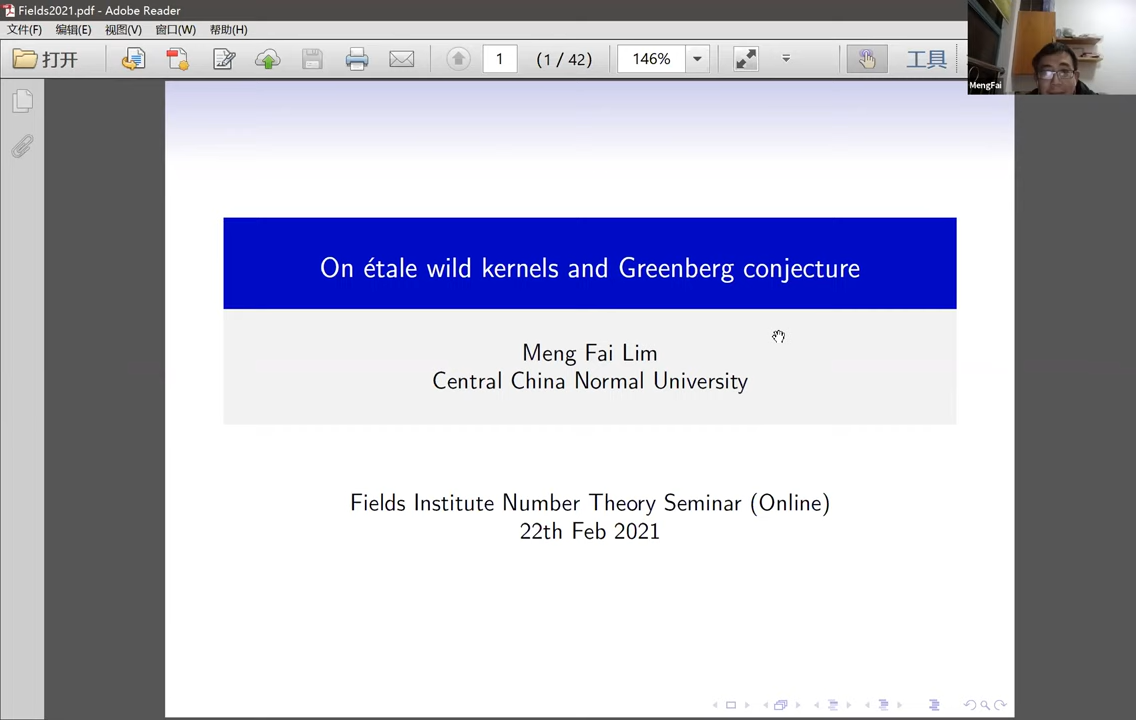 Fields2021.pdf - Adobe Reader
文件(F) 编辑(E) 视图(V) 窗口(W) 帮助(H)
打开 1 (1 / 42) 146% 工具
MengFai
On étale wild kernels and Greenberg conjecture
Meng Fai Lim
Central China Normal University
Fields Institute Number Theory Seminar (Online)
22th Feb 2021